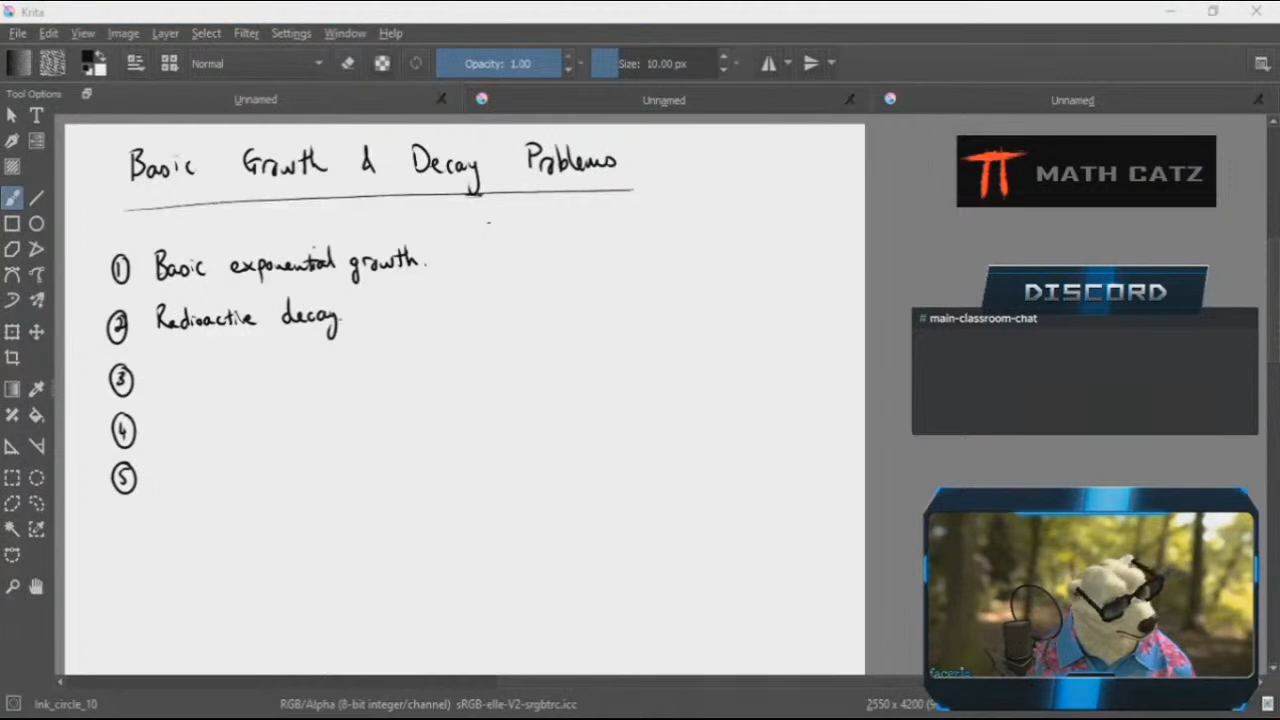 Krita
File Edit View Image Layer Select Filter Settings Window Help
Normal Opacity: 1.00 Size: 10.00 px
Tool Options Unnamed Unnamed Unnamed
Basic Growth & Decay Problems
① Basic exponential growth.
② Radioactive decay.
③
④
⑤
π MATH CATZ
DISCORD
# main-classroom-chat
facerig
Ink_circle_10 RGB/Alpha (8-bit integer/channel) sRGB-elle-V2-srgbtrc.icc 2550 x 4200